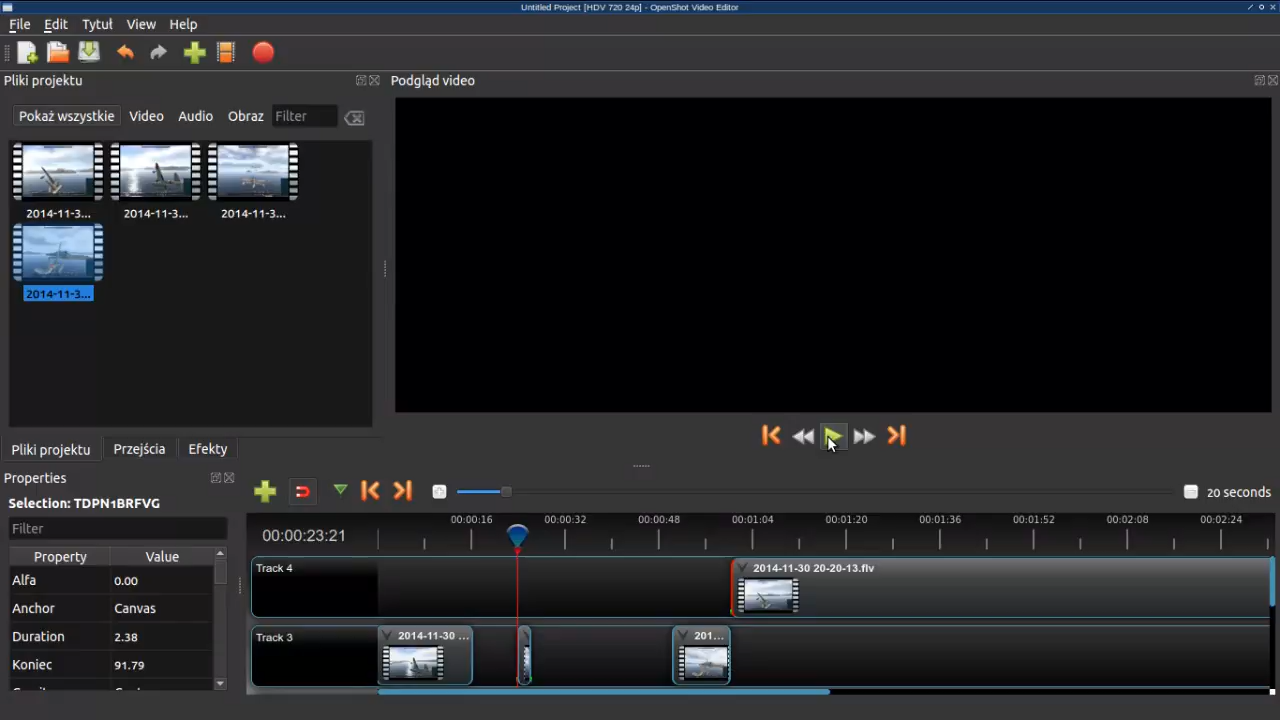 Untitled Project [HDV 720 24p] - OpenShot Video Editor
File Edit Tytuł View Help
Pliki projektu
Podgląd video
Pokaż wszystkie Video Audio Obraz Filter
2014-11-3... 2014-11-3... 2014-11-3...
2014-11-3...
Pliki projektu Przejścia Efekty
Properties
Selection: TDPN1BRFVG
Filter
Property Value
Alfa 0.00
Anchor Canvas
Duration 2.38
Koniec 91.79
20 seconds
00:00:23:21
00:00:16 00:00:32 00:00:48 00:01:04 00:01:20 00:01:36 00:01:52 00:02:08 00:02:24
Track 4
2014-11-30 20-20-13.flv
Track 3
2014-11-30 ...
201...